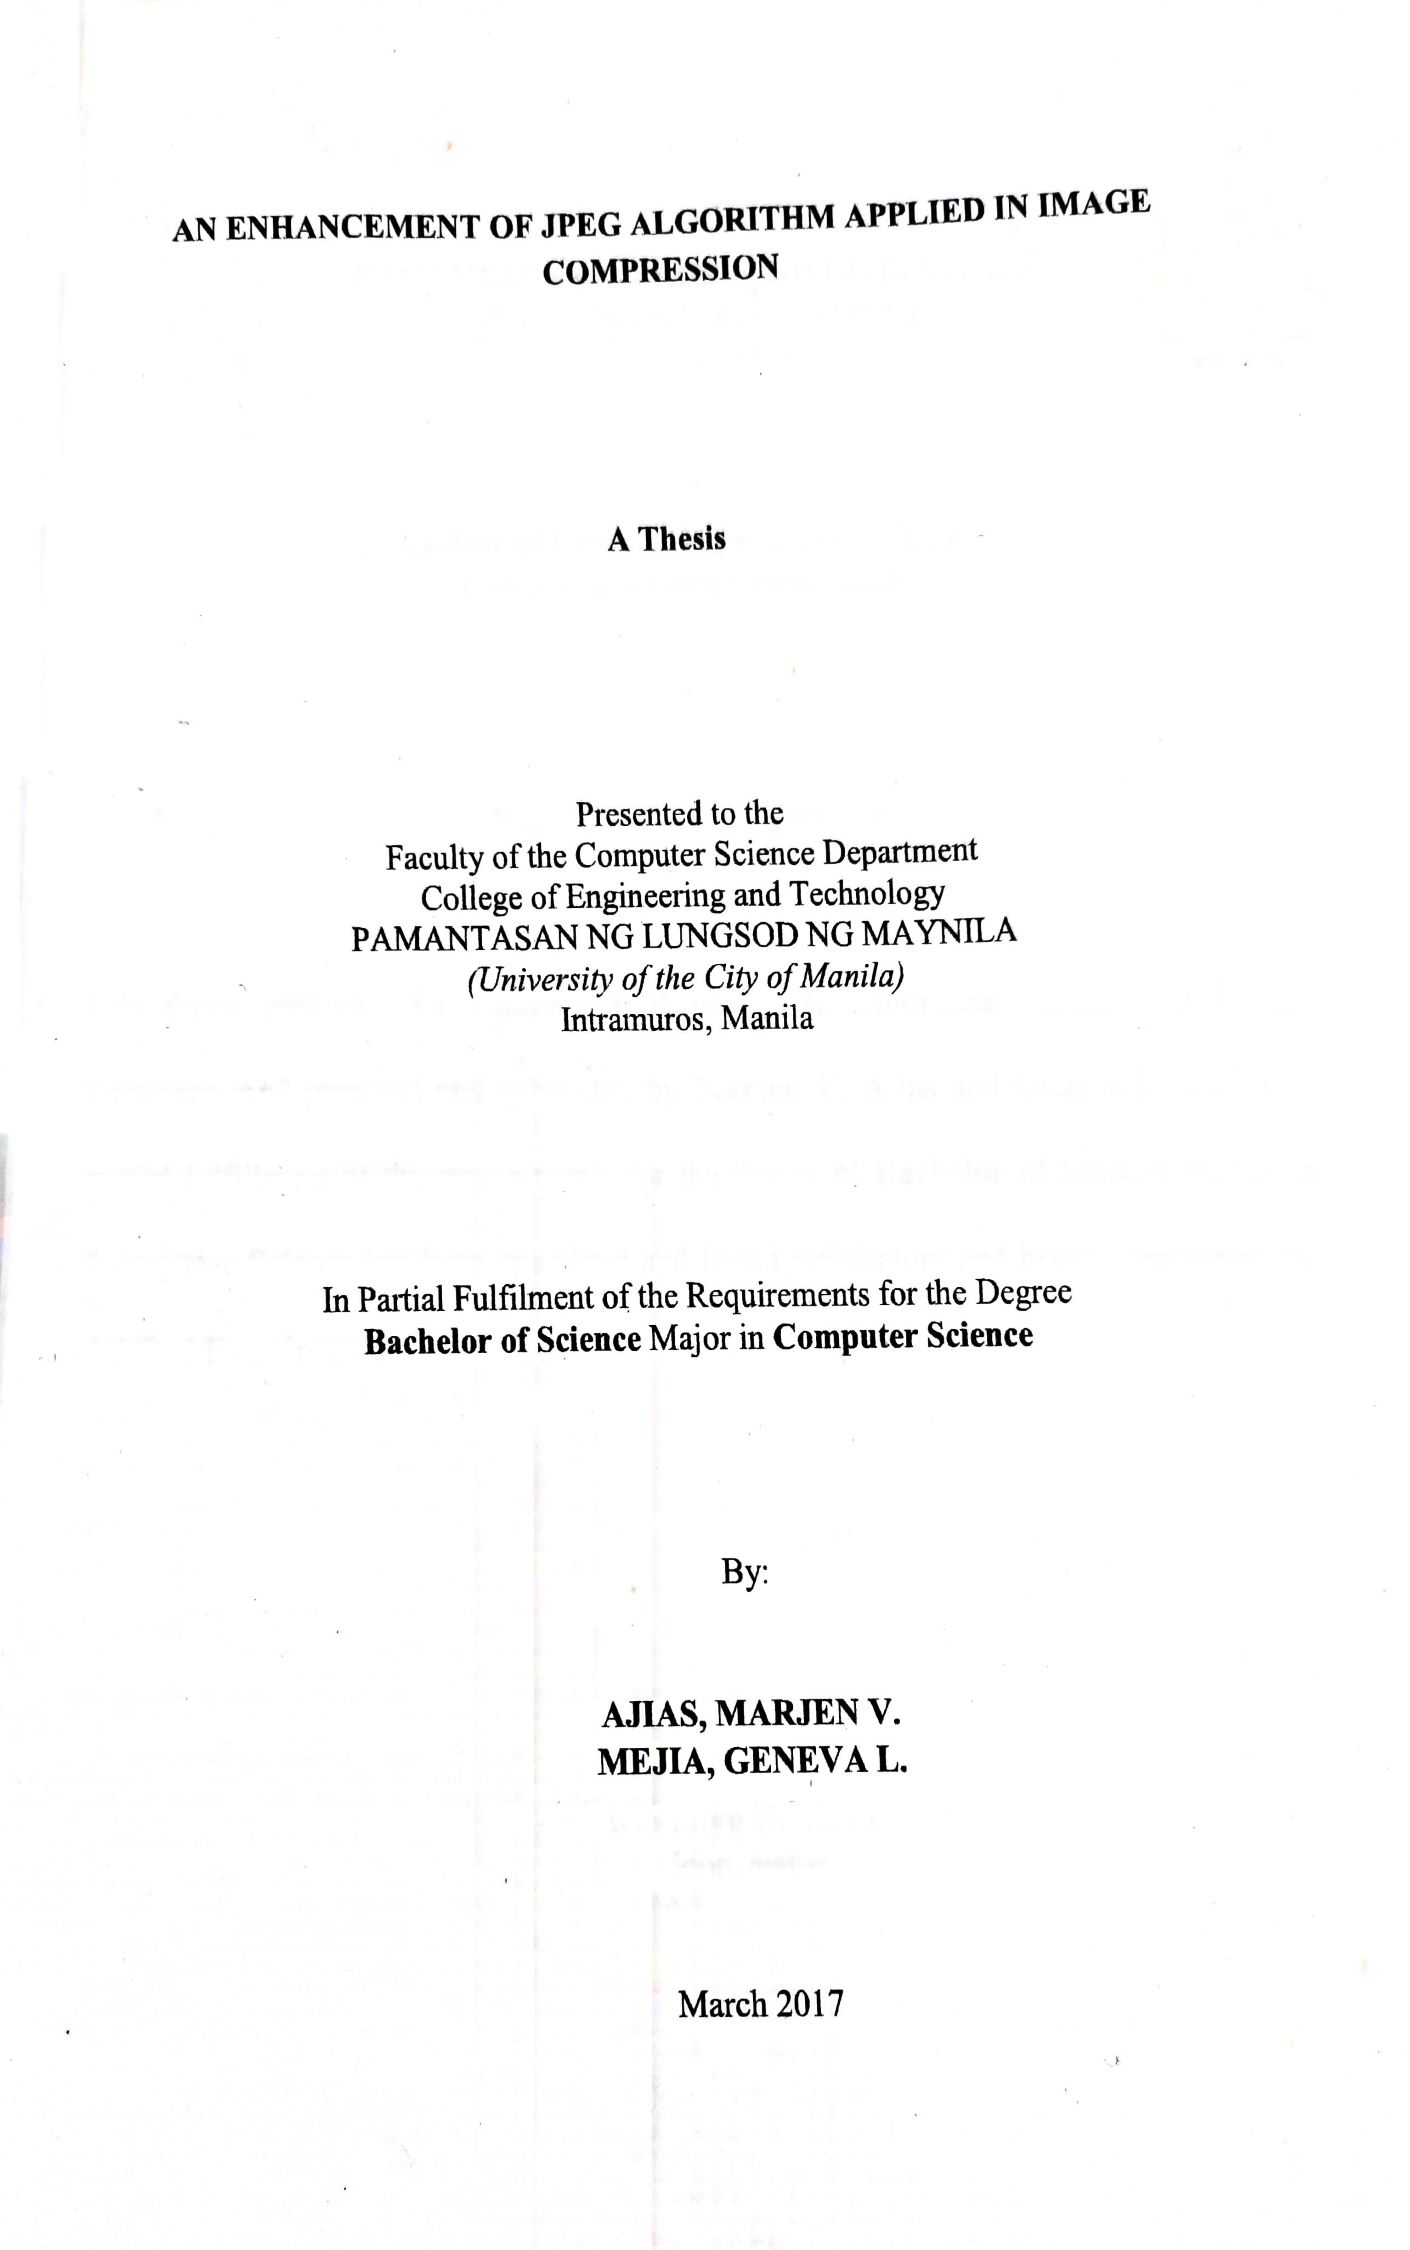 AN ENHANCEMENT OF JPEG ALGORITHM APPLIED IN IMAGE
COMPRESSION
A Thesis
Presented to the
Faculty of the Computer Science Department
College of Engineering and Technology
PAMANTASAN NG LUNGSOD NG MAYNILA
(University of the City of Manila)
Intramuros, Manila
In Partial Fulfilment of the Requirements for the Degree
Bachelor of Science Major in Computer Science
By:
AJIAS, MARJEN V.
MEJIA, GENEVA L.
March 2017